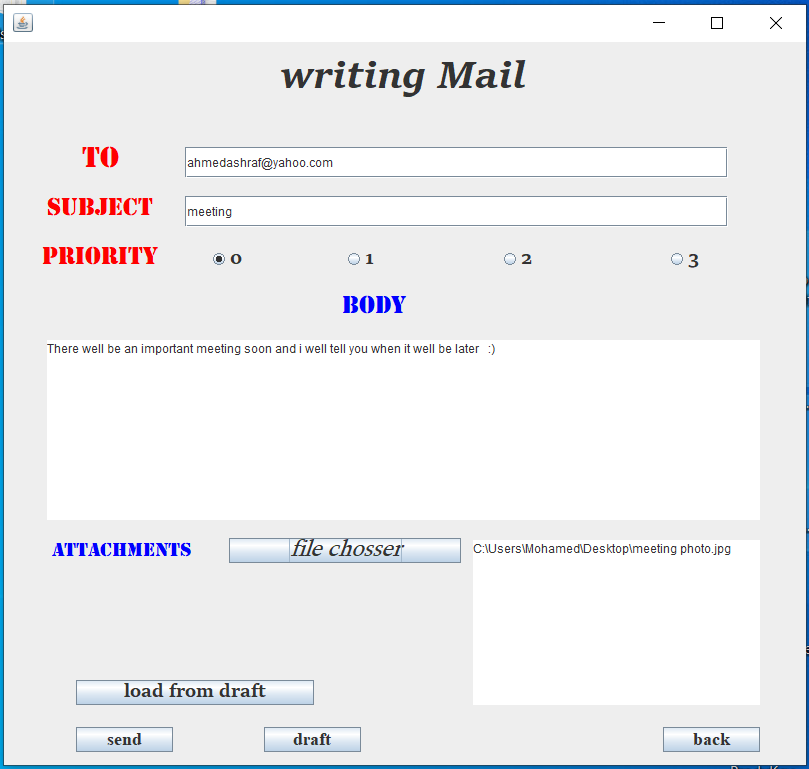 writing Mail
TO
ahmedashraf@yahoo.com
SUBJECT
meeting
PRIORITY
0
1
2
3
BODY
There well be an important meeting soon and i well tell you when it well be later :)
ATTACHMENTS
file chosser
C:\Users\Mohamed\Desktop\meeting photo.jpg
load from draft
send
draft
back